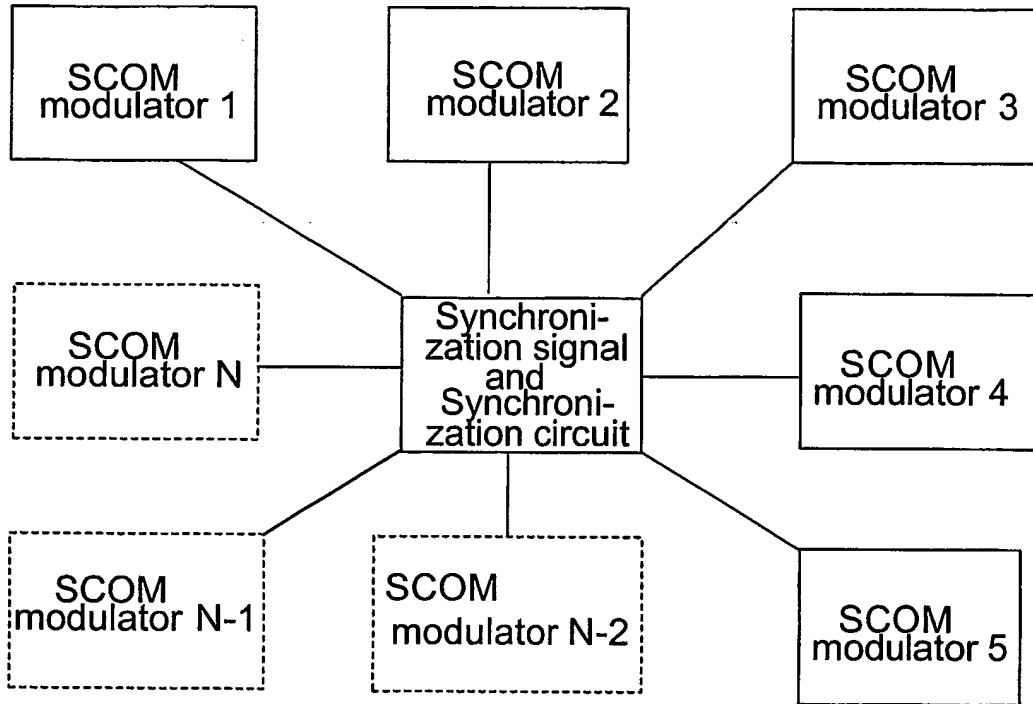 SCOM
modulator 1
SCOM
modulator 2
SCOM
modulator 3
SCOM
modulator N
Synchroni-
zation signal
and
Synchroni-
zation circuit
SCOM
modulator 4
SCOM
modulator N-1
SCOM
modulator N-2
SCOM
modulator 5